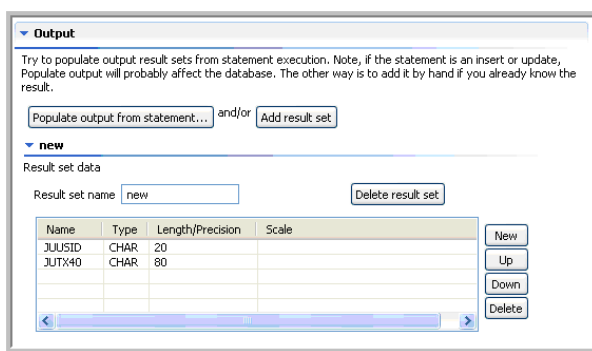 Output
Try to populate output result sets from statement execution. Note, if the statement is an insert or update,
Populate output will probably affect the database. The other way is to add it by hand if you already know the
result.
Populate output from statement... and/or Add result set
new
Result set data
Result set name new Delete result set
Name Type Length/Precision Scale New
JUUSID CHAR 20
JUTX40 CHAR 80 Up
Down
Delete